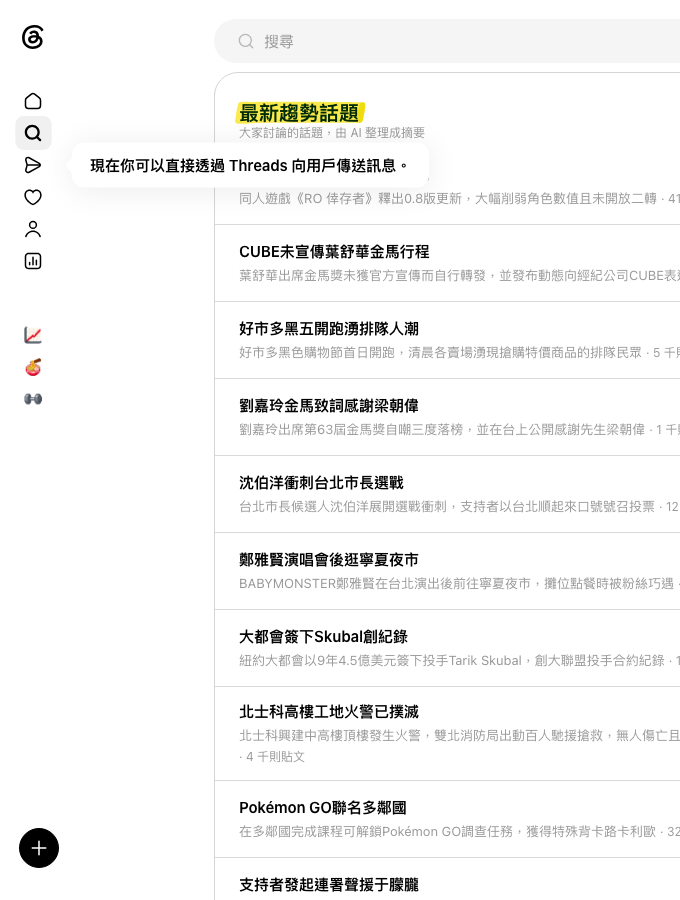 搜尋
最新趨勢話題
大家討論的話題，由 AI 整理成摘要
現在你可以直接透過 Threads 向用戶傳送訊息。
同人遊戲《RO 倖存者》釋出0.8版更新，大幅削弱角色數值且未開放二轉 · 41
CUBE未宣傳葉舒華金馬行程
葉舒華出席金馬獎未獲官方宣傳而自行轉發，並發布動態向經紀公司CUBE表
好市多黑五開跑湧排隊人潮
好市多黑色購物節首日開跑，清晨各賣場湧現搶購特價商品的排隊民眾 · 5 千
劉嘉玲金馬致詞感謝梁朝偉
劉嘉玲出席第63屆金馬獎自嘲三度落榜，並在台上公開感謝先生梁朝偉 · 1 千
沈伯洋衝刺台北市長選戰
台北市長候選人沈伯洋展開選戰衝刺，支持者以台北順起來口號號召投票 · 12
鄭雅賢演唱會後逛寧夏夜市
BABYMONSTER鄭雅賢在台北演出後前往寧夏夜市，攤位點餐時被粉絲巧遇 ·
大都會簽下Skubal創紀錄
紐約大都會以9年4.5億美元簽下投手Tarik Skubal，創大聯盟投手合約紀錄 · 1
北士科高樓工地火警已撲滅
北士科興建中高樓頂樓發生火警，雙北消防局出動百人馳援搶救，無人傷亡且
· 4 千則貼文
Pokémon GO聯名多鄰國
在多鄰國完成課程可解鎖Pokémon GO調查任務，獲得特殊背卡路卡利歐 · 32
支持者發起連署聲援于朦朧